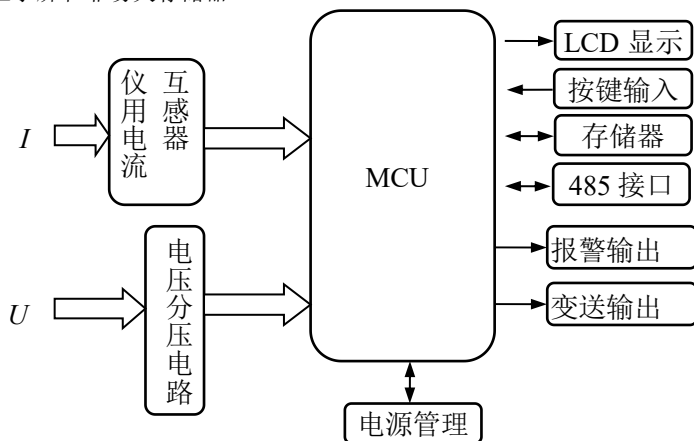 LCD 显示
仪用电流
互感器
按键输入
I
存储器
MCU
485 接口
报警输出
U
电压分压电路
变送输出
电源管理